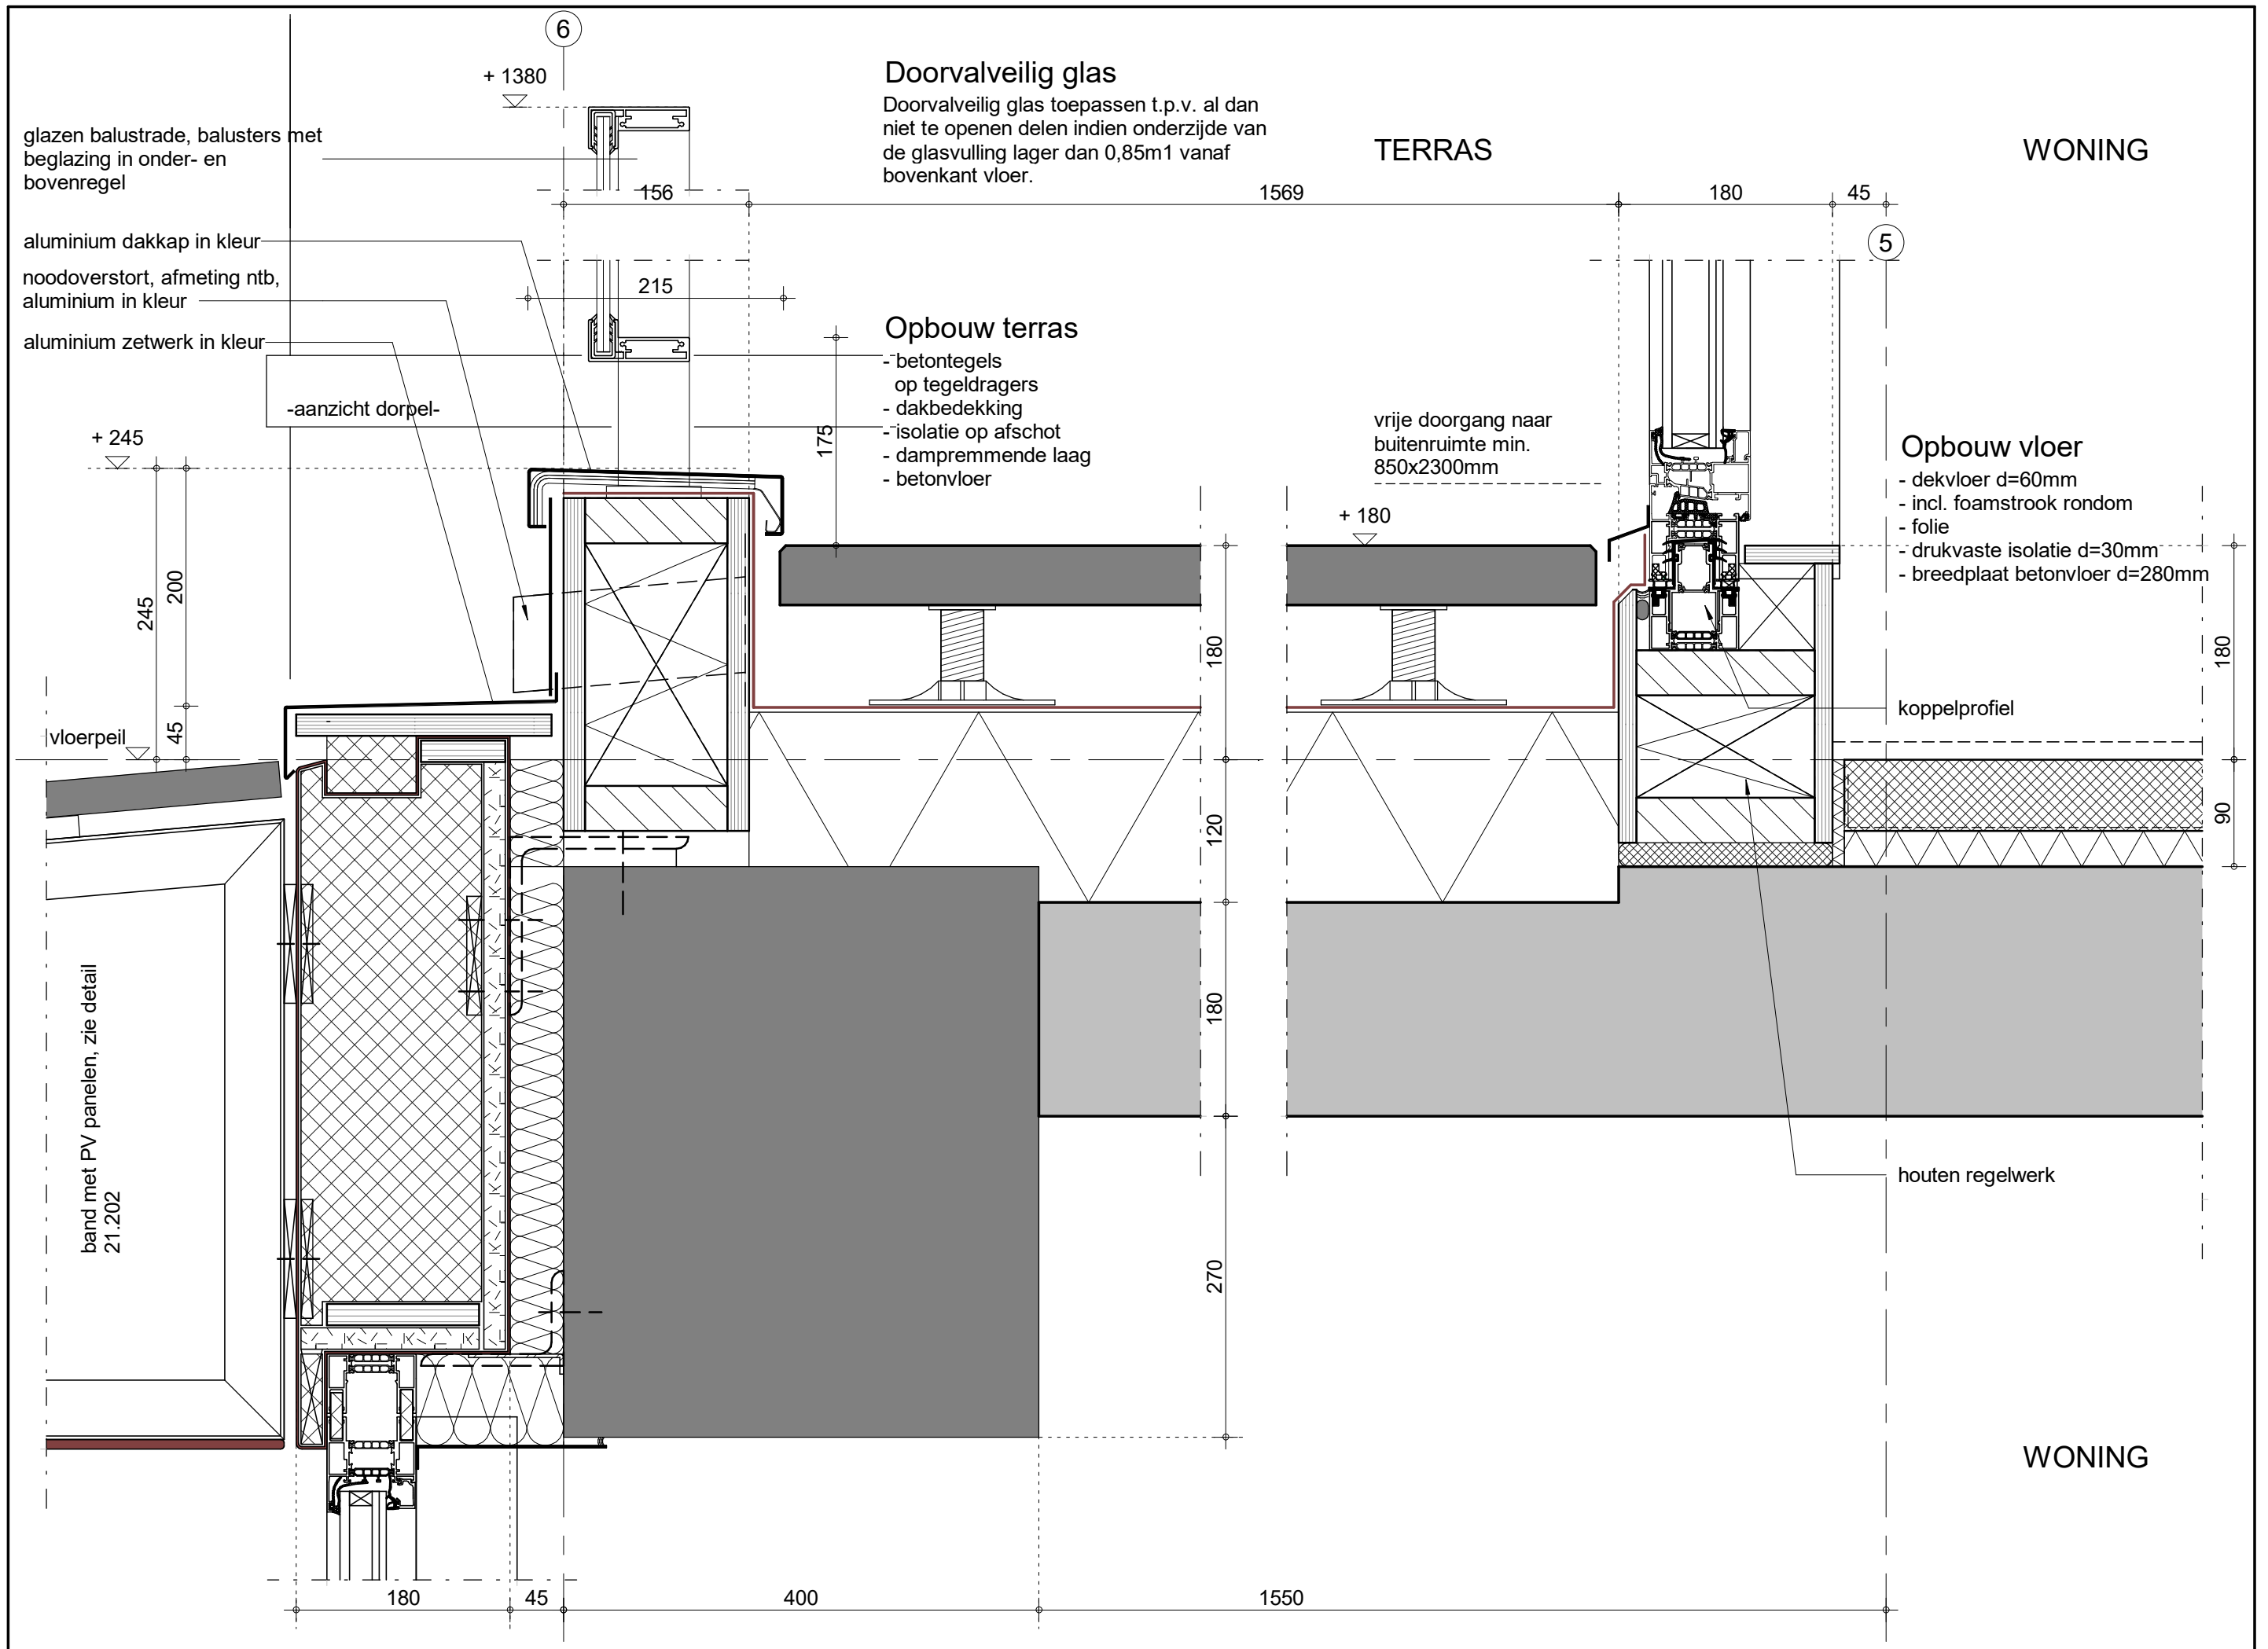 6
+ 1380
Doorvalveilig glas
Doorvalveilig glas toepassen t.p.v. al dan
niet te openen delen indien onderzijde van
de glasvulling lager dan 0,85m1 vanaf
bovenkant vloer.
TERRAS
WONING
glazen balustrade, balusters met
beglazing in onder- en
bovenregel
156
1569
180
45
aluminium dakkap in kleur
5
noodoverstort, afmeting ntb,
aluminium in kleur
215
aluminium zetwerk in kleur
Opbouw terras
- betontegels
op tegeldragers
- dakbedekking
- isolatie op afschot
- dampremmende laag
- betonvloer
-aanzicht dorpel-
175
vrije doorgang naar
buitenruimte min.
850x2300mm
Opbouw vloer
- dekvloer d=60mm
- incl. foamstrook rondom
- folie
- drukvaste isolatie d=30mm
- breedplaat betonvloer d=280mm
+ 245
+ 180
245
200
45
180
180
koppelprofiel
vloerpeil
120
90
band met PV panelen, zie detail
21.202
180
houten regelwerk
270
WONING
180
45
400
1550